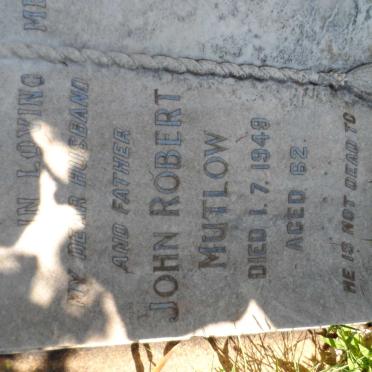 IN LOVING ME
MY DEAR HUSBAND
AND FATHER
JOHN ROBERT
MUTLOW
DIED 1.7.1949
AGED 62
HE IS NOT DEAD TO